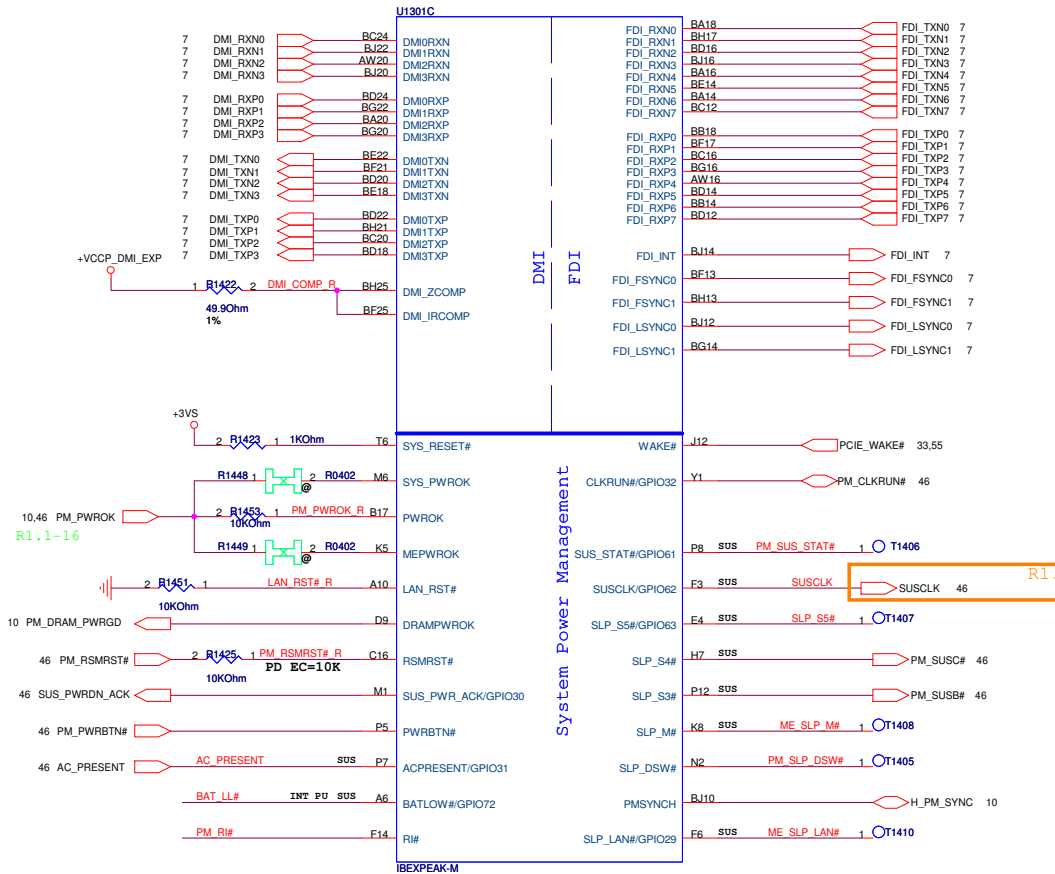 U1301C
7 DMI_RXN0 BC24 DMI0RXN
7 DMI_RXN1 BJ22 DMI1RXN
7 DMI_RXN2 AW20 DMI2RXN
7 DMI_RXN3 BJ20 DMI3RXN
7 DMI_RXP0 BD24 DMI0RXP
7 DMI_RXP1 BG22 DMI1RXP
7 DMI_RXP2 BA20 DMI2RXP
7 DMI_RXP3 BG20 DMI3RXP
7 DMI_TXN0 BE22 DMI0TXN
7 DMI_TXN1 BF21 DMI1TXN
7 DMI_TXN2 BD20 DMI2TXN
7 DMI_TXN3 BE18 DMI3TXN
7 DMI_TXP0 BD22 DMI0TXP
7 DMI_TXP1 BH21 DMI1TXP
7 DMI_TXP2 BC20 DMI2TXP
7 DMI_TXP3 BD18 DMI3TXP
+VCCP_DMI_EXP
1 R1422 2 DMI_COMP_R BH25 DMI_ZCOMP
49.9Ohm
1%
BF25 DMI_IRCOMP
DMI
FDI
FDI_RXN0 BA18 FDI_TXN0 7
FDI_RXN1 BH17 FDI_TXN1 7
FDI_RXN2 BD16 FDI_TXN2 7
FDI_RXN3 BJ16 FDI_TXN3 7
FDI_RXN4 BA16 FDI_TXN4 7
FDI_RXN5 BE14 FDI_TXN5 7
FDI_RXN6 BA14 FDI_TXN6 7
FDI_RXN7 BC12 FDI_TXN7 7
FDI_RXP0 BB18 FDI_TXP0 7
FDI_RXP1 BF17 FDI_TXP1 7
FDI_RXP2 BC16 FDI_TXP2 7
FDI_RXP3 BG16 FDI_TXP3 7
FDI_RXP4 AW16 FDI_TXP4 7
FDI_RXP5 BD14 FDI_TXP5 7
FDI_RXP6 BB14 FDI_TXP6 7
FDI_RXP7 BD12 FDI_TXP7 7
FDI_INT BJ14 FDI_INT 7
FDI_FSYNC0 BF13 FDI_FSYNC0 7
FDI_FSYNC1 BH13 FDI_FSYNC1 7
FDI_LSYNC0 BJ12 FDI_LSYNC0 7
FDI_LSYNC1 BG14 FDI_LSYNC1 7
+3VS
2 R1423 1 1KOhm T6 SYS_RESET#
R1448 1 2 R0402 M6 SYS_PWROK
@
10,46 PM_PWROK 2 R1453 1 PM_PWROK_R B17 PWROK
10KOhm
R1.1-16
R1449 1 2 R0402 K5 MEPWROK
@
2 R1451 1 LAN_RST#_R A10 LAN_RST#
10KOhm
10 PM_DRAM_PWRGD D9 DRAMPWROK
46 PM_RSMRST# 2 R1425 1 PM_RSMRST#_R C16 RSMRST#
10KOhm PD EC=10K
46 SUS_PWRDN_ACK M1 SUS_PWR_ACK/GPIO30
46 PM_PWRBTN# P5 PWRBTN#
46 AC_PRESENT AC_PRESENT SUS P7 ACPRESENT/GPIO31
BAT_LL# INT PU SUS A6 BATLOW#/GPIO72
PM_RI# F14 RI#
System Power Management
WAKE# J12 PCIE_WAKE# 33,55
CLKRUN#/GPIO32 Y1 PM_CLKRUN# 46
SUS_STAT#/GPIO61 P8 SUS PM_SUS_STAT# 1 T1406
R1.
SUSCLK/GPIO62 F3 SUS SUSCLK SUSCLK 46
SLP_S5#/GPIO63 E4 SUS SLP_S5# 1 T1407
SLP_S4# H7 SUS PM_SUSC# 46
SLP_S3# P12 SUS PM_SUSB# 46
SLP_M# K8 SUS ME_SLP_M# 1 T1408
SLP_DSW# N2 PM_SLP_DSW# 1 T1405
PMSYNCH BJ10 H_PM_SYNC 10
SLP_LAN#/GPIO29 F6 SUS ME_SLP_LAN# 1 T1410
IBEXPEAK-M